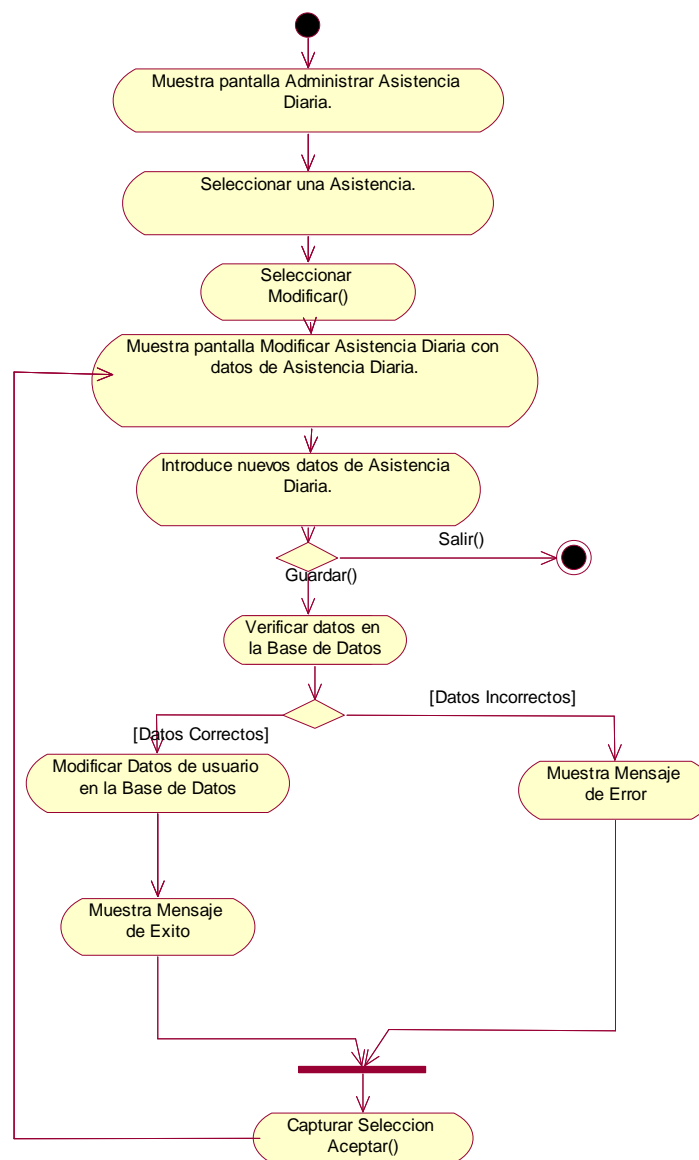 Muestra pantalla Administrar Asistencia
Diaria.
Seleccionar una Asistencia.
Seleccionar
Modificar()
Muestra pantalla Modificar Asistencia Diaria con
datos de Asistencia Diaria.
Introduce nuevos datos de Asistencia
Diaria.
Salir()
Guardar()
Verificar datos en
la Base de Datos
[Datos Incorrectos]
[Datos Correctos]
Modificar Datos de usuario
en la Base de Datos
Muestra Mensaje
de Error
Muestra Mensaje
de Exito
Capturar Seleccion
Aceptar()